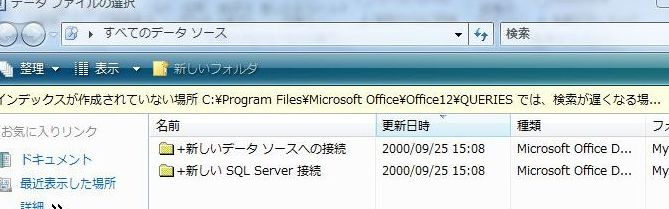 データ ファイルの選択
すべてのデータ ソース 検索
整理 表示 新しいフォルダ
インデックスが作成されていない場所 C:¥Program Files¥Microsoft Office¥Office12¥QUERIES では、検索が遅くなる場...
お気に入りリンク 名前 更新日時 種類 フォ
ドキュメント +新しいデータ ソースへの接続 2000/09/25 15:08 Microsoft Office D... My
最近表示した場所 +新しい SQL Server 接続 2000/09/25 15:08 Microsoft Office D... My
詳細 >>